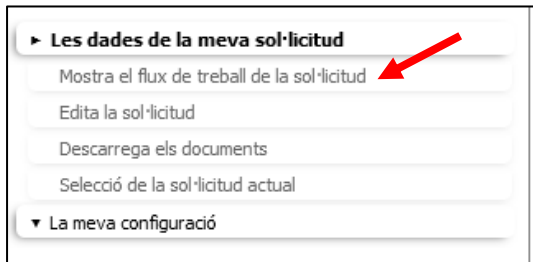 ► Les dades de la meva sol·licitud
Mostra el flux de treball de la sol·licitud
Edita la sol·licitud
Descarrega els documents
Selecció de la sol·licitud actual
▼ La meva configuració